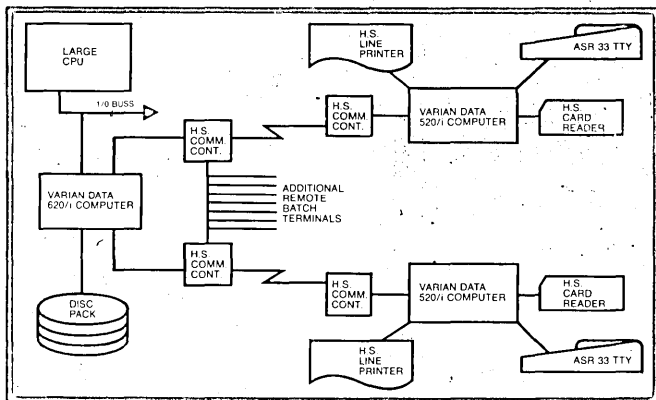 LARGE
CPU
1/0 BUSS
H.S.
COMM.
CONT.
VARIAN DATA
620/i COMPUTER
DISC
PACK
ADDITIONAL
REMOTE
BATCH
TERMINALS
H.S.
COMM.
CONT.
H.S.
LINE
PRINTER
ASR 33 TTY
H.S.
COMM.
CONT.
VARIAN DATA
520/i COMPUTER
H.S.
CARD
READER
H.S.
COMM.
CONT.
VARIAN DATA
520/i COMPUTER
H.S.
CARD
READER
H.S.
LINE
PRINTER
ASR 33 TTY